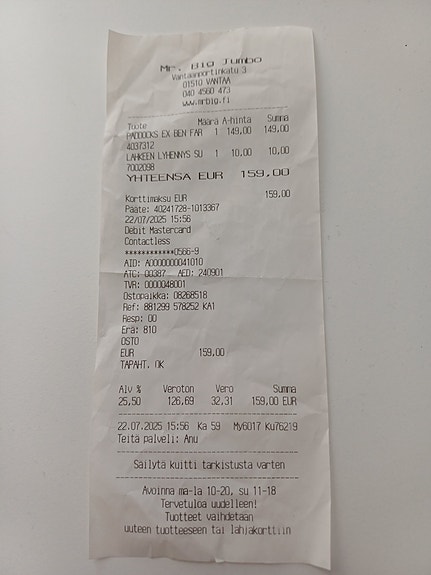 Mr. Big Jumbo
Vantaanportinkatu 3
01510 VANTAA
040 4560 473
www.mrbig.fi
Tuote Määrä A-hinta Summa
PADDOCKS EX BEN FAR 1 149,00 149,00
4037312
LAHKEEN LYHENNYS SU 1 10,00 10,00
7002098
YHTEENSÄ EUR 159,00
Korttimaksu EUR 159,00
Pääte: 40241728-1013367
22/07/2025 15:56
Debit Mastercard
Contactless
************0566-9
AID: A0000000041010
ATC: 00387 AED: 240901
TVR: 0000048001
Ostopaikka: 08268518
Ref: 881299 578252 KA1
Resp: 00
Erä: 810
OSTO
EUR 159,00
TAPAHT. OK
Alv % Veroton Vero Summa
25,50 126,69 32,31 159,00 EUR
22.07.2025 15:56 Ka 59 My6017 Ku76219
Teitä palveli: Anu
Säilytä kuitti tarkistusta varten
Avoinna ma-la 10-20, su 11-18
Tervetuloa uudelleen!
Tuotteet vaihdetaan
uuteen tuotteeseen tai lahjakorttiin